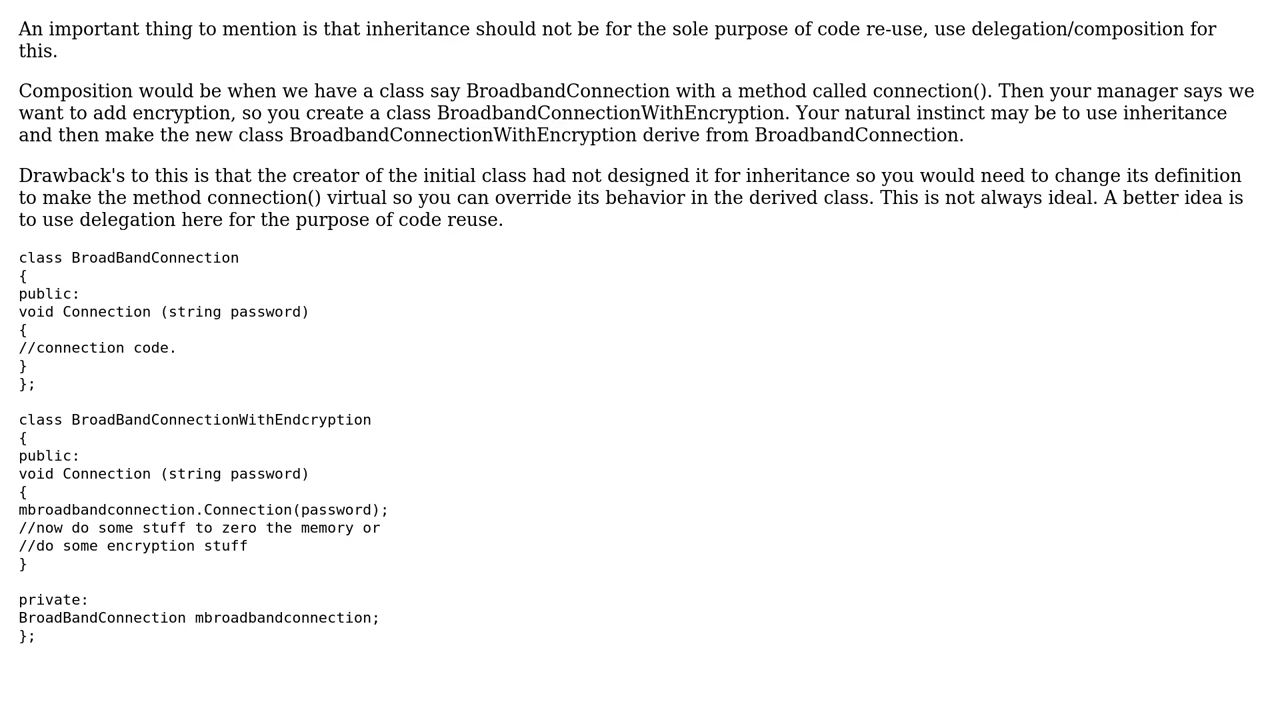 An important thing to mention is that inheritance should not be for the sole purpose of code re-use, use delegation/composition for
this.
Composition would be when we have a class say BroadbandConnection with a method called connection(). Then your manager says we
want to add encryption, so you create a class BroadbandConnectionWithEncryption. Your natural instinct may be to use inheritance
and then make the new class BroadbandConnectionWithEncryption derive from BroadbandConnection.
Drawback's to this is that the creator of the initial class had not designed it for inheritance so you would need to change its definition
to make the method connection() virtual so you can override its behavior in the derived class. This is not always ideal. A better idea is
to use delegation here for the purpose of code reuse.
class BroadBandConnection
{
public:
void Connection (string password)
{
//connection code.
}
};
class BroadBandConnectionWithEndcryption
{
public:
void Connection (string password)
{
mbroadbandconnection.Connection(password);
//now do some stuff to zero the memory or
//do some encryption stuff
}
private:
BroadBandConnection mbroadbandconnection;
};